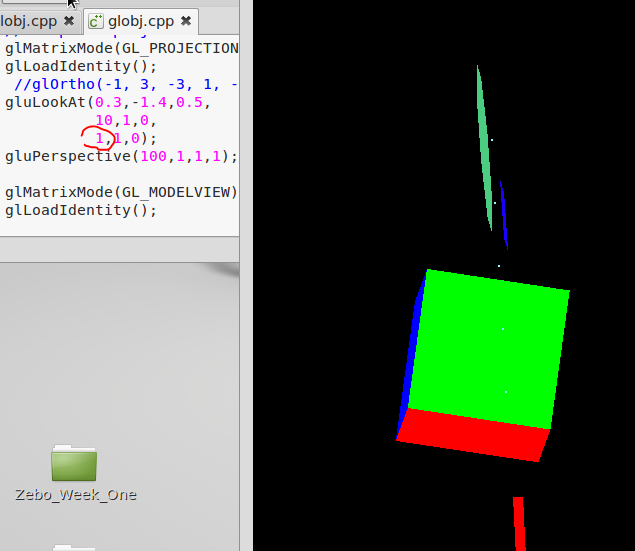 lobj.cpp ✖ globj.cpp ✖
glMatrixMode(GL_PROJECTION
glLoadIdentity();
//glOrtho(-1, 3, -3, 1, -
gluLookAt(0.3,-1.4,0.5,
10,1,0,
1,1,0);
gluPerspective(100,1,1,1);
glMatrixMode(GL_MODELVIEW)
glLoadIdentity();
Zebo_Week_One